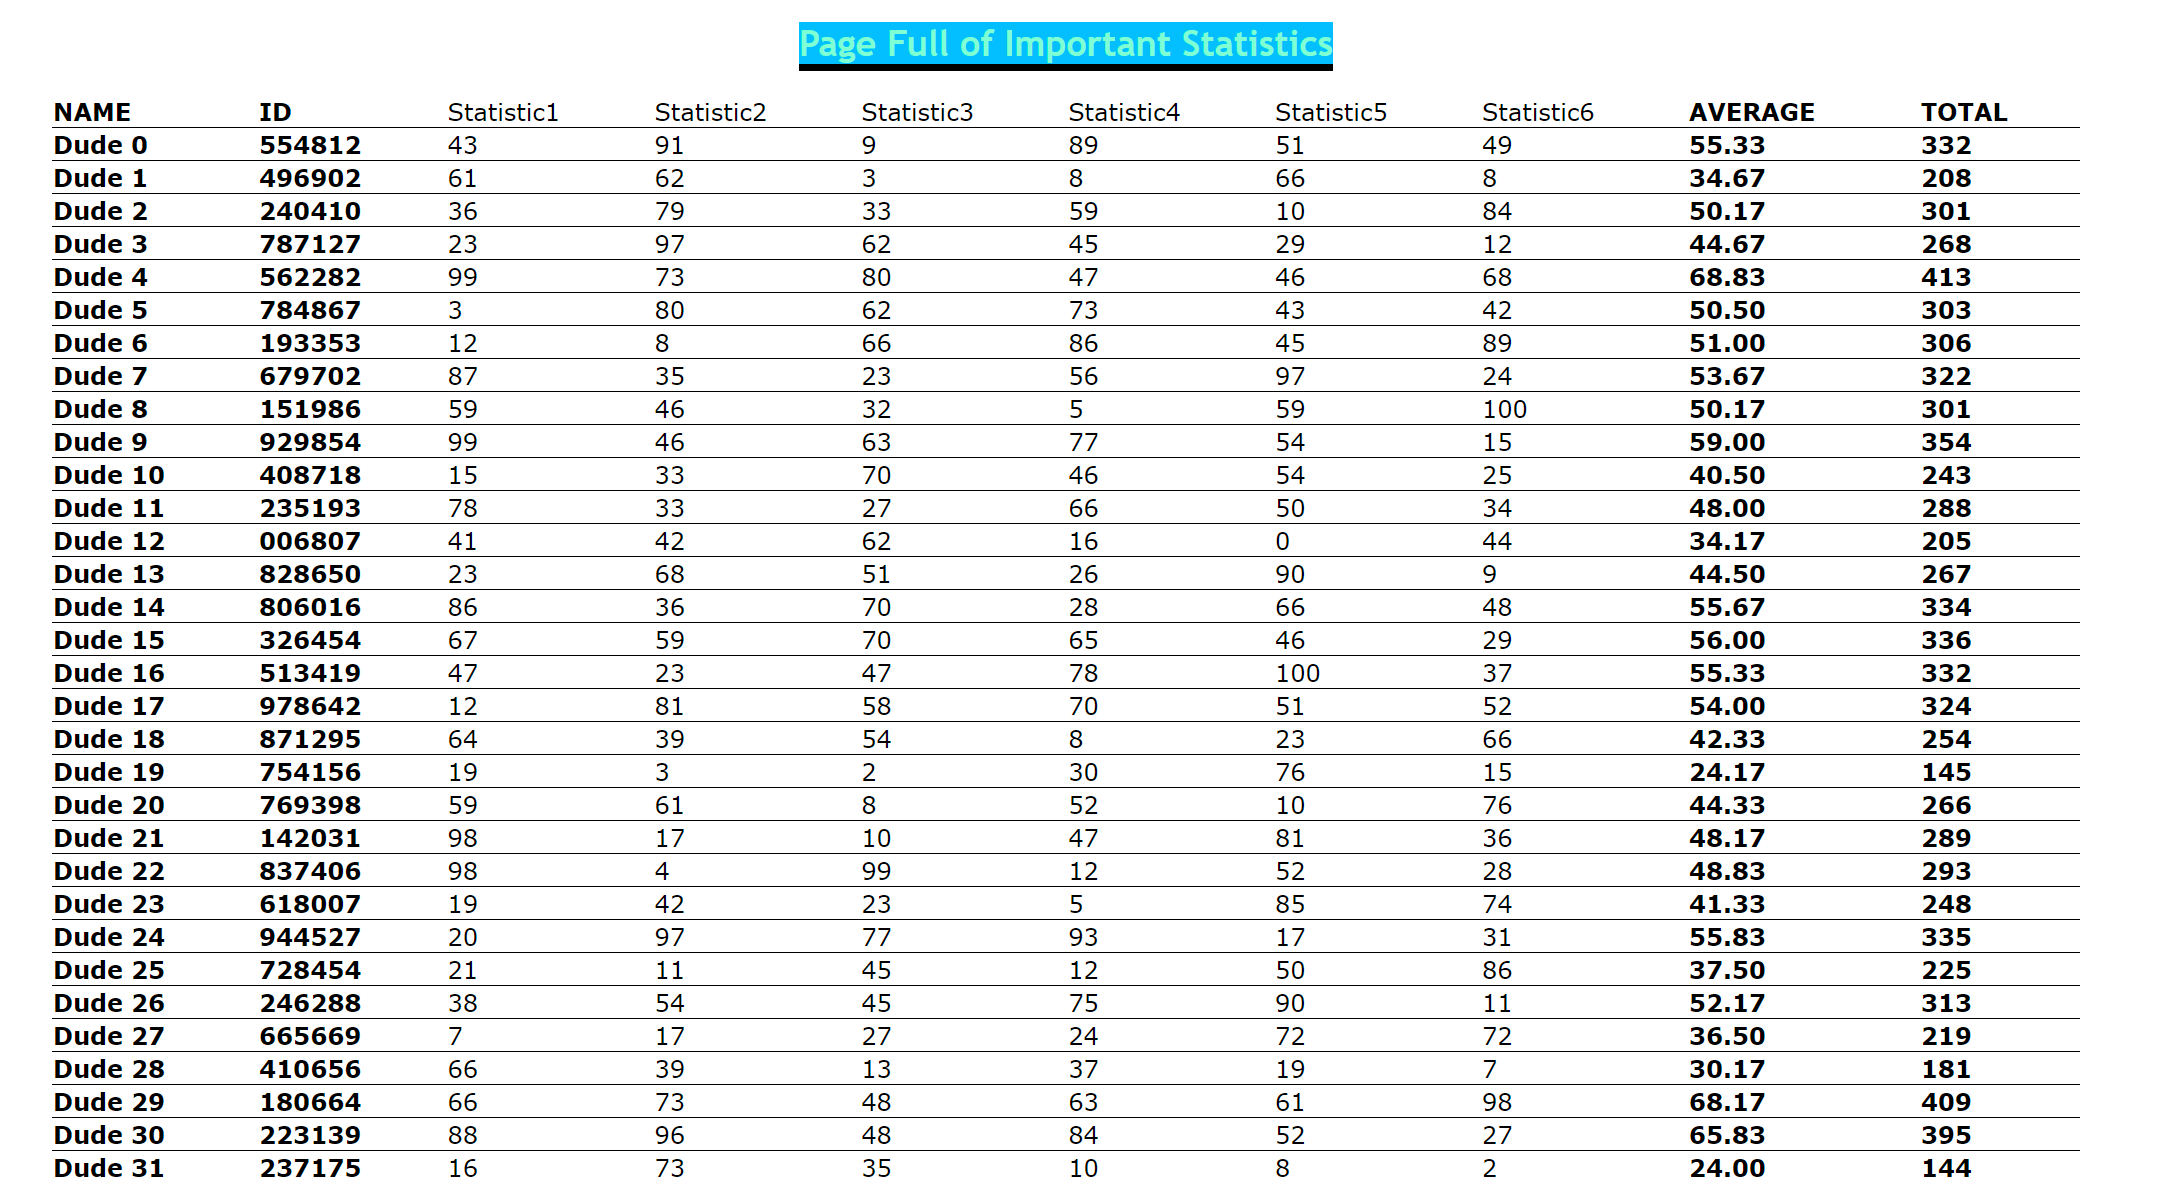 Page Full of Important Statistics
NAME ID Statistic1 Statistic2 Statistic3 Statistic4 Statistic5 Statistic6 AVERAGE TOTAL
Dude 0 554812 43 91 9 89 51 49 55.33 332
Dude 1 496902 61 62 3 8 66 8 34.67 208
Dude 2 240410 36 79 33 59 10 84 50.17 301
Dude 3 787127 23 97 62 45 29 12 44.67 268
Dude 4 562282 99 73 80 47 46 68 68.83 413
Dude 5 784867 3 80 62 73 43 42 50.50 303
Dude 6 193353 12 8 66 86 45 89 51.00 306
Dude 7 679702 87 35 23 56 97 24 53.67 322
Dude 8 151986 59 46 32 5 59 100 50.17 301
Dude 9 929854 99 46 63 77 54 15 59.00 354
Dude 10 408718 15 33 70 46 54 25 40.50 243
Dude 11 235193 78 33 27 66 50 34 48.00 288
Dude 12 006807 41 42 62 16 0 44 34.17 205
Dude 13 828650 23 68 51 26 90 9 44.50 267
Dude 14 806016 86 36 70 28 66 48 55.67 334
Dude 15 326454 67 59 70 65 46 29 56.00 336
Dude 16 513419 47 23 47 78 100 37 55.33 332
Dude 17 978642 12 81 58 70 51 52 54.00 324
Dude 18 871295 64 39 54 8 23 66 42.33 254
Dude 19 754156 19 3 2 30 76 15 24.17 145
Dude 20 769398 59 61 8 52 10 76 44.33 266
Dude 21 142031 98 17 10 47 81 36 48.17 289
Dude 22 837406 98 4 99 12 52 28 48.83 293
Dude 23 618007 19 42 23 5 85 74 41.33 248
Dude 24 944527 20 97 77 93 17 31 55.83 335
Dude 25 728454 21 11 45 12 50 86 37.50 225
Dude 26 246288 38 54 45 75 90 11 52.17 313
Dude 27 665669 7 17 27 24 72 72 36.50 219
Dude 28 410656 66 39 13 37 19 7 30.17 181
Dude 29 180664 66 73 48 63 61 98 68.17 409
Dude 30 223139 88 96 48 84 52 27 65.83 395
Dude 31 237175 16 73 35 10 8 2 24.00 144